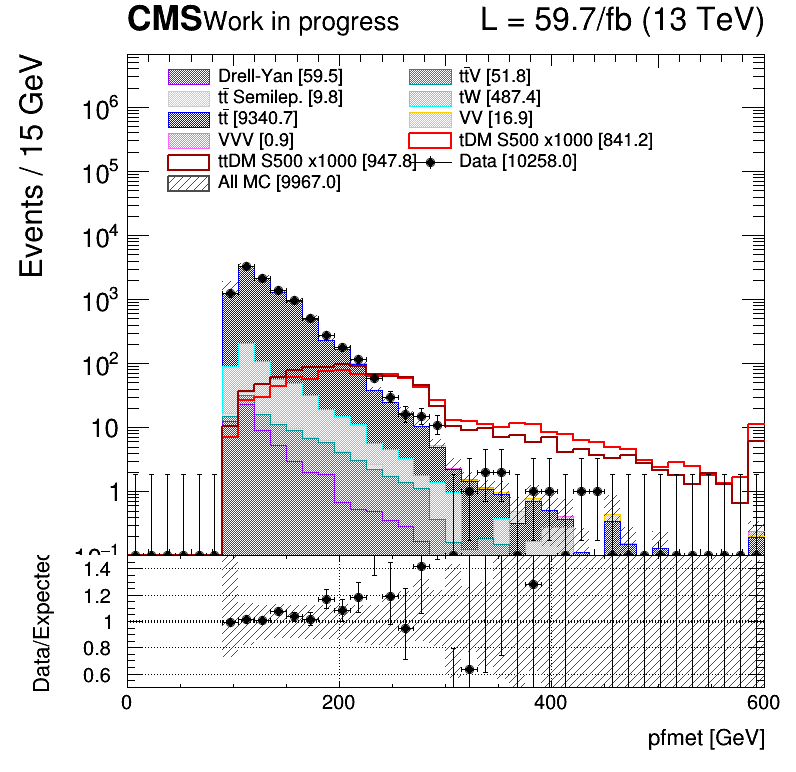 CMS Work in progress L = 59.7/fb (13 TeV)
Events / 15 GeV
Drell-Yan [59.5] tt̄V [51.8]
tt̄ Semilep. [9.8] tW [487.4]
tt̄ [9340.7] VV [16.9]
VVV [0.9] tDM S500 x1000 [841.2]
ttDM S500 x1000 [947.8] Data [10258.0]
All MC [9967.0]
10⁶
10⁵
10⁴
10³
10²
10
1
10⁻¹
Data/Expected
1.4
1.2
1
0.8
0.6
0 200 400 600
pfmet [GeV]